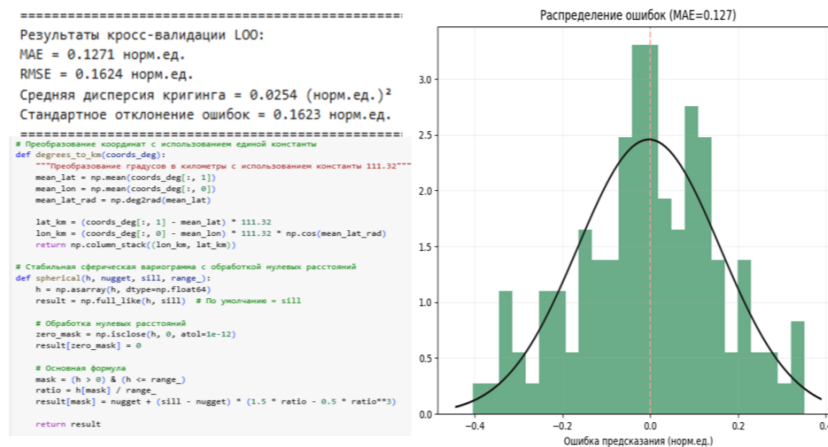 ==================================================
Результаты кросс-валидации LOO:
MAE = 0.1271 норм.ед.
RMSE = 0.1624 норм.ед.
Средняя дисперсия кригинга = 0.0254 (норм.ед.)²
Стандартное отклонение ошибок = 0.1623 норм.ед.
==================================================
# Преобразование координат с использованием единой константы
def degrees_to_km(coords_deg):
    """Преобразование градусов в километры с использованием константы 111.32"""
    mean_lat = np.mean(coords_deg[:, 1])
    mean_lon = np.mean(coords_deg[:, 0])
    mean_lat_rad = np.deg2rad(mean_lat)
    lat_km = (coords_deg[:, 1] - mean_lat) * 111.32
    lon_km = (coords_deg[:, 0] - mean_lon) * 111.32 * np.cos(mean_lat_rad)
    return np.column_stack((lon_km, lat_km))
# Стабильная сферическая вариограмма с обработкой нулевых расстояний
def spherical(h, nugget, sill, range_):
    h = np.asarray(h, dtype=np.float64)
    result = np.full_like(h, sill)  # По умолчанию = sill
    # Обработка нулевых расстояний
    zero_mask = np.isclose(h, 0, atol=1e-12)
    result[zero_mask] = 0
    # Основная формула
    mask = (h > 0) & (h <= range_)
    ratio = h[mask] / range_
    result[mask] = nugget + (sill - nugget) * (1.5 * ratio - 0.5 * ratio**3)
    return result
Распределение ошибок (MAE=0.127)
3.0
2.5
2.0
1.5
1.0
0.5
0.0
−0.4 −0.2 0.0 0.2
Ошибка предсказания (норм.ед.)